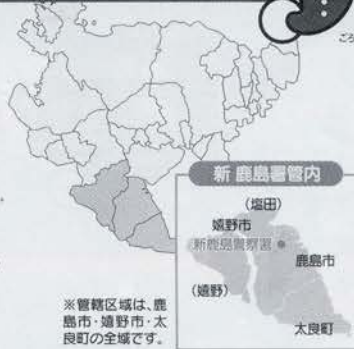 ごろ
新 鹿島署管内
(塩田)
嬉野市
新鹿島警察署
鹿島市
(嬉野)
太良町
※管轄区域は、鹿
島市・嬉野市・太
良町の全域です。